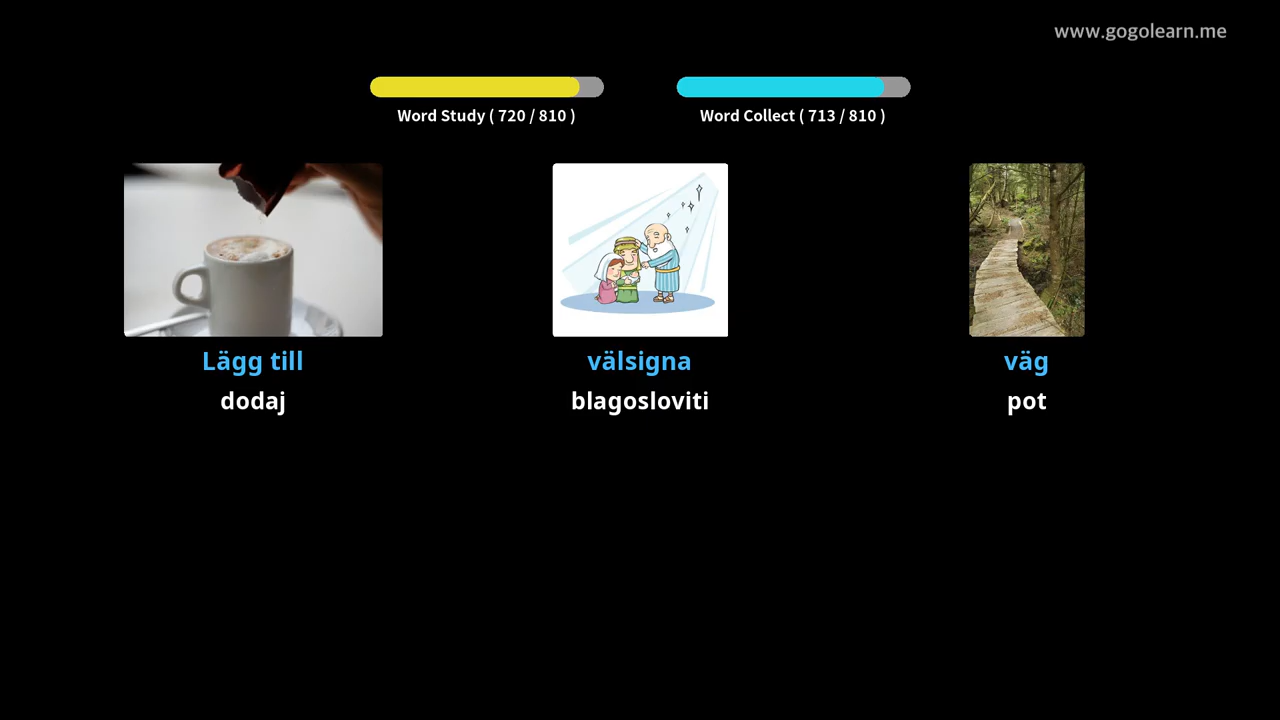 www.gogolearn.me
Word Study ( 720 / 810 )
Word Collect ( 713 / 810 )
Lägg till
dodaj
välsigna
blagosloviti
väg
pot